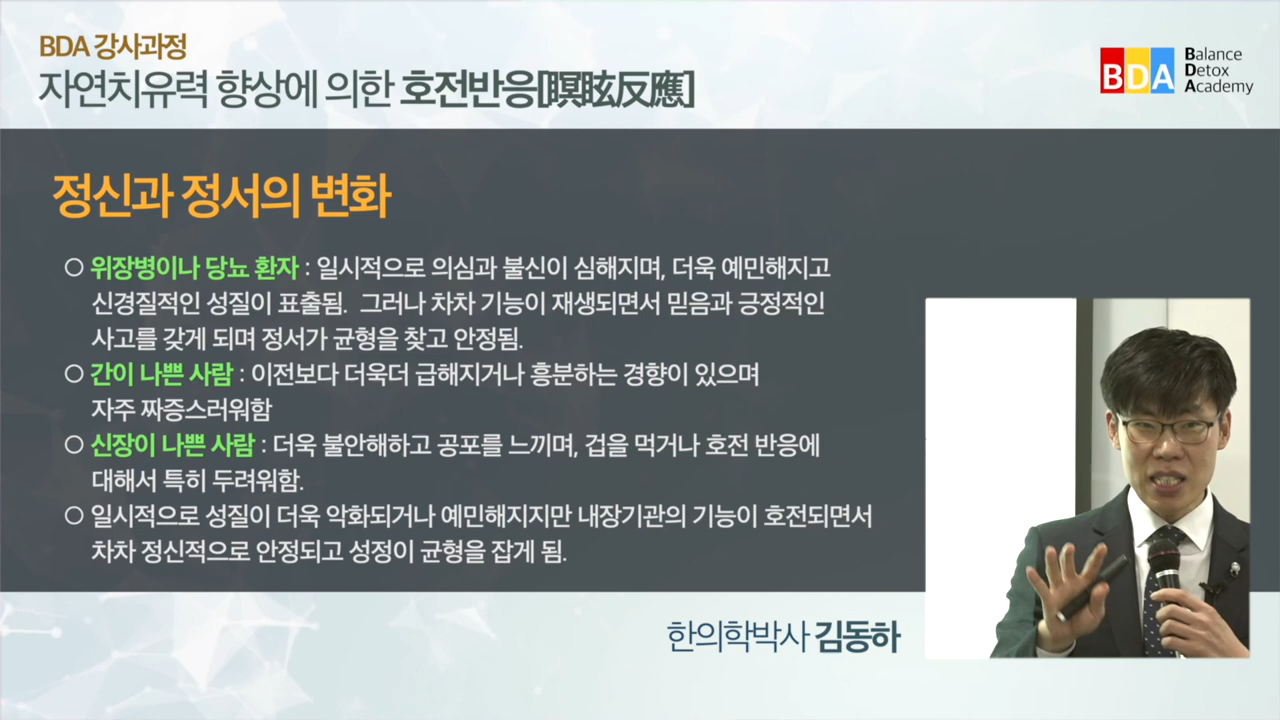 BDA 강사과정
자연치유력 향상에 의한 호전반응[瞑眩反應]
BDA
Balance
Detox
Academy
정신과 정서의 변화
○ 위장병이나 당뇨 환자 : 일시적으로 의심과 불신이 심해지며, 더욱 예민해지고
신경질적인 성질이 표출됨. 그러나 차차 기능이 재생되면서 믿음과 긍정적인
사고를 갖게 되며 정서가 균형을 찾고 안정됨.
○ 간이 나쁜 사람 : 이전보다 더욱더 급해지거나 흥분하는 경향이 있으며
자주 짜증스러워함
○ 신장이 나쁜 사람 : 더욱 불안해하고 공포를 느끼며, 겁을 먹거나 호전 반응에
대해서 특히 두려워함.
○ 일시적으로 성질이 더욱 악화되거나 예민해지지만 내장기관의 기능이 호전되면서
차차 정신적으로 안정되고 성정이 균형을 잡게 됨.
한의학박사 김동하